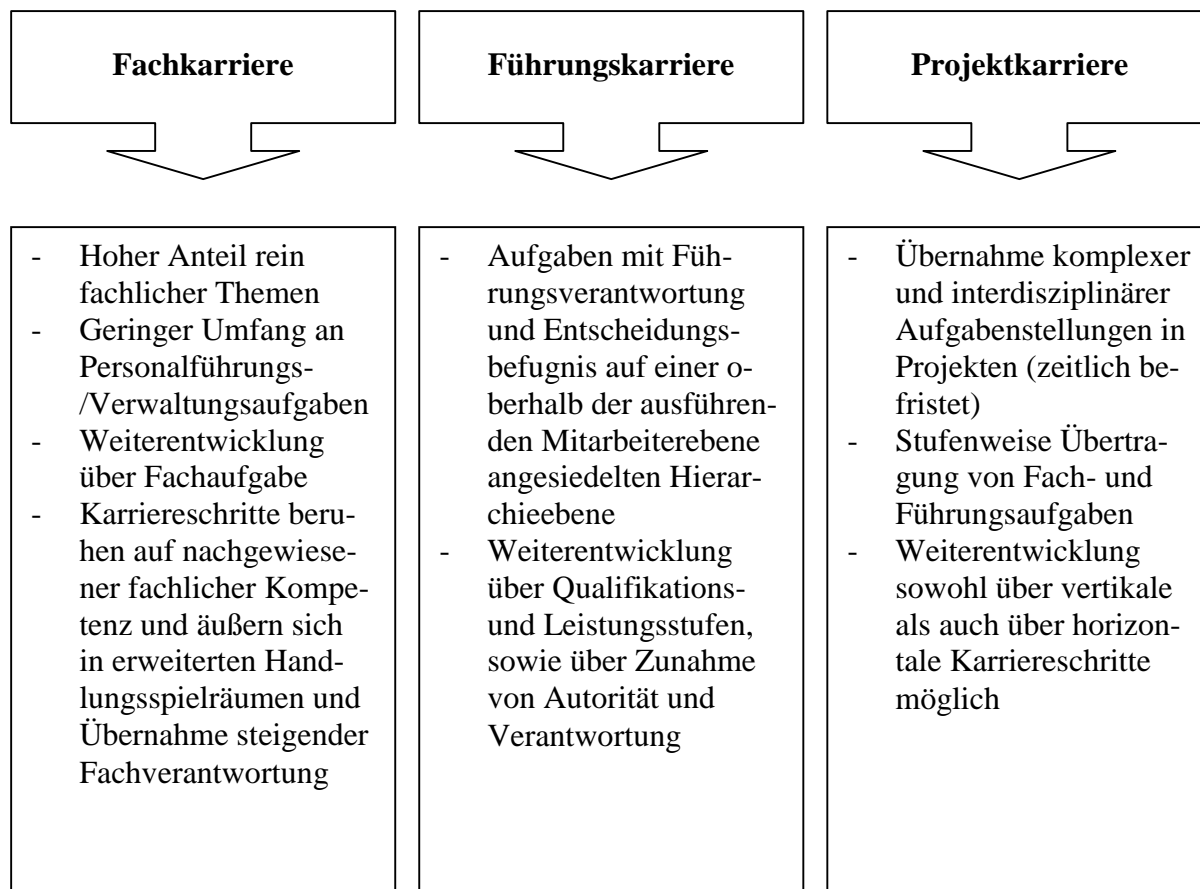 Fachkarriere
- Hoher Anteil rein
fachlicher Themen
- Geringer Umfang an
Personalführungs-
/Verwaltungsaufgaben
- Weiterentwicklung
über Fachaufgabe
- Karriereschritte beru-
hen auf nachgewiese-
ner fachlicher Kompe-
tenz und äußern sich
in erweiterten Hand-
lungsspielräumen und
Übernahme steigender
Fachverantwortung
Führungskarriere
- Aufgaben mit Füh-
rungsverantwortung
und Entscheidungs-
befugnis auf einer o-
berhalb der ausführen-
den Mitarbeiterebene
angesiedelten Hierar-
chieebene
- Weiterentwicklung
über Qualifikations-
und Leistungsstufen,
sowie über Zunahme
von Autorität und
Verantwortung
Projektkarriere
- Übernahme komplexer
und interdisziplinärer
Aufgabenstellungen in
Projekten (zeitlich be-
fristet)
- Stufenweise Übertra-
gung von Fach- und
Führungsaufgaben
- Weiterentwicklung
sowohl über vertikale
als auch über horizon-
tale Karriereschritte
möglich